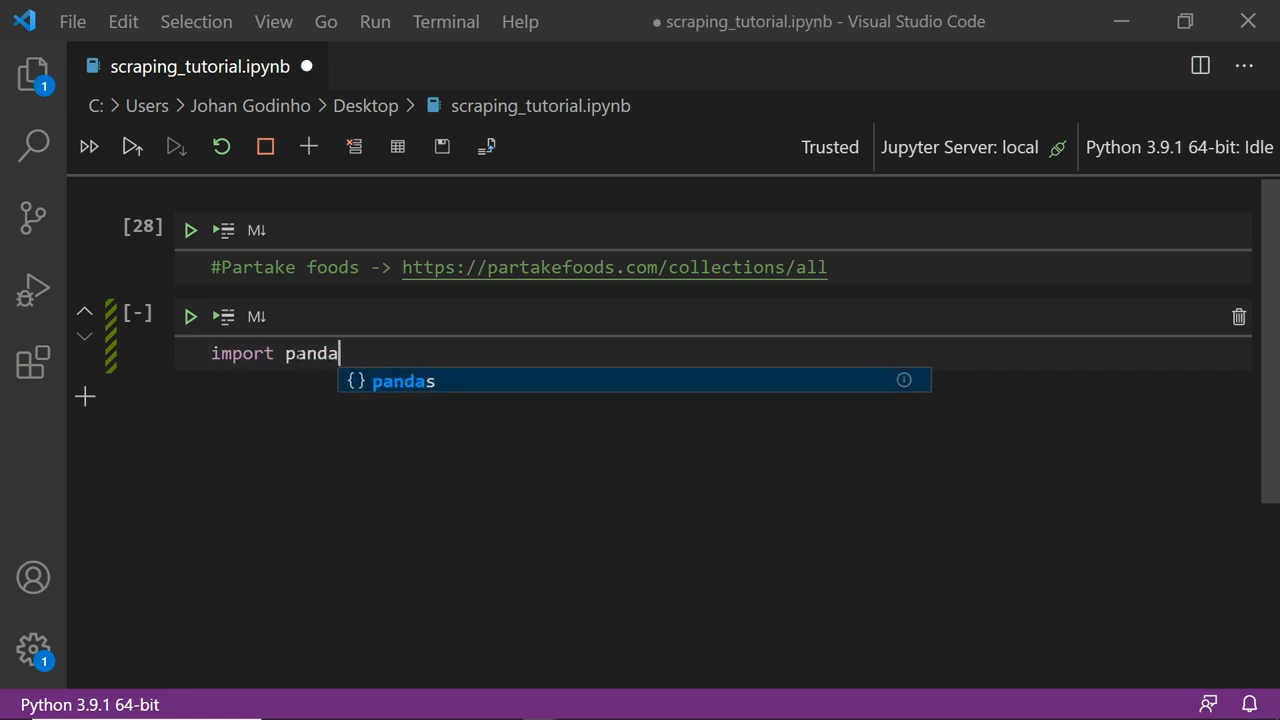 File Edit Selection View Go Run Terminal Help
● scraping_tutorial.ipynb - Visual Studio Code
scraping_tutorial.ipynb
C: > Users > Johan Godinho > Desktop > scraping_tutorial.ipynb
Trusted
Jupyter Server: local
Python 3.9.1 64-bit: Idle
[28]
M↓
#Partake foods -> https://partakefoods.com/collections/all
[-]
M↓
import panda
{} pandas
1
1
Python 3.9.1 64-bit